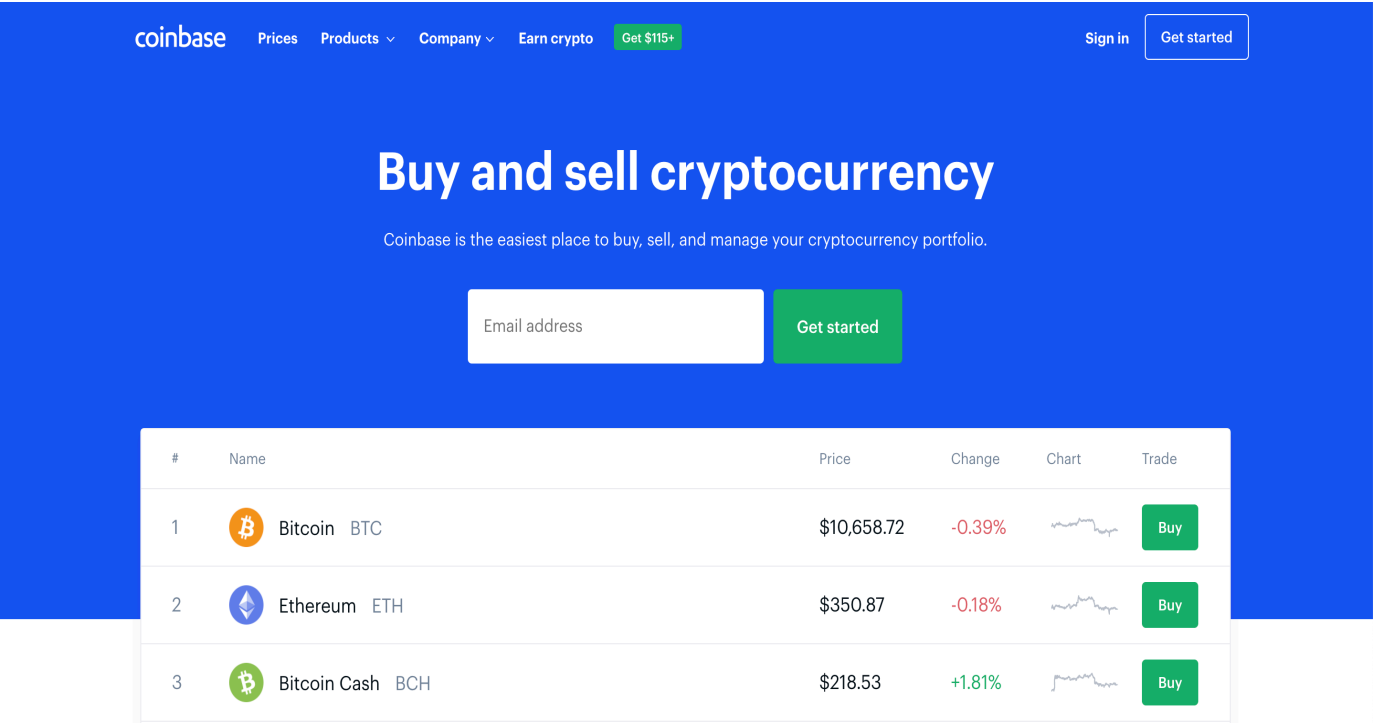 coinbase Prices Products Company Earn crypto Get $115+ Sign in Get started
Buy and sell cryptocurrency
Coinbase is the easiest place to buy, sell, and manage your cryptocurrency portfolio.
Email address Get started
# Name Price Change Chart Trade
1 Bitcoin BTC $10,658.72 -0.39% Buy
2 Ethereum ETH $350.87 -0.18% Buy
3 Bitcoin Cash BCH $218.53 +1.81% Buy